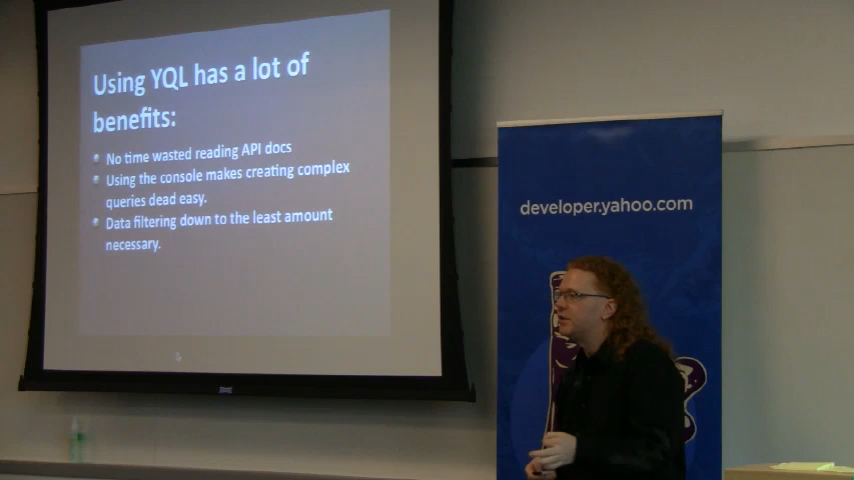 Using YQL has a lot of
benefits:
No time wasted reading API docs
Using the console makes creating complex
queries dead easy.
Data filtering down to the least amount
necessary.
developer.yahoo.com